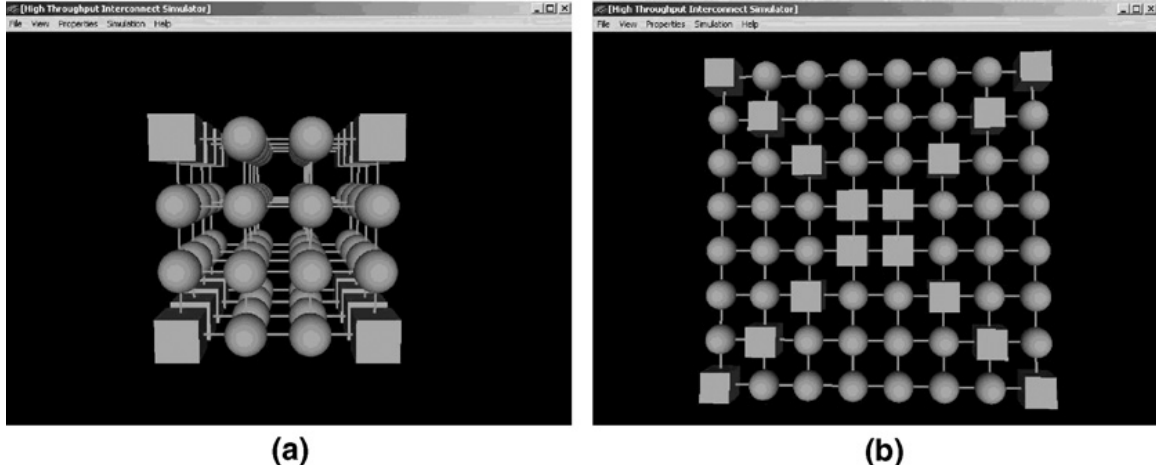 [High Throughput Interconnect Simulator]
File View Properties Simulation Help
[High Throughput Interconnect Simulator]
File View Properties Simulation Help
(a)
(b)